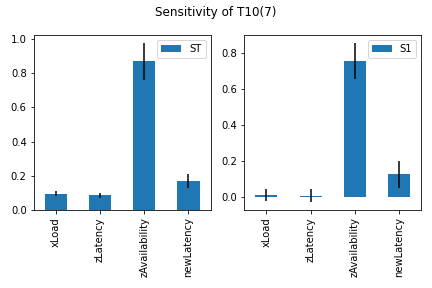 Sensitivity of T10(7)
1.0
0.8
0.6
0.4
0.2
0.0
ST
xLoad
zLatency
zAvailability
newLatency
0.8
0.6
0.4
0.2
0.0
S1
xLoad
zLatency
zAvailability
newLatency